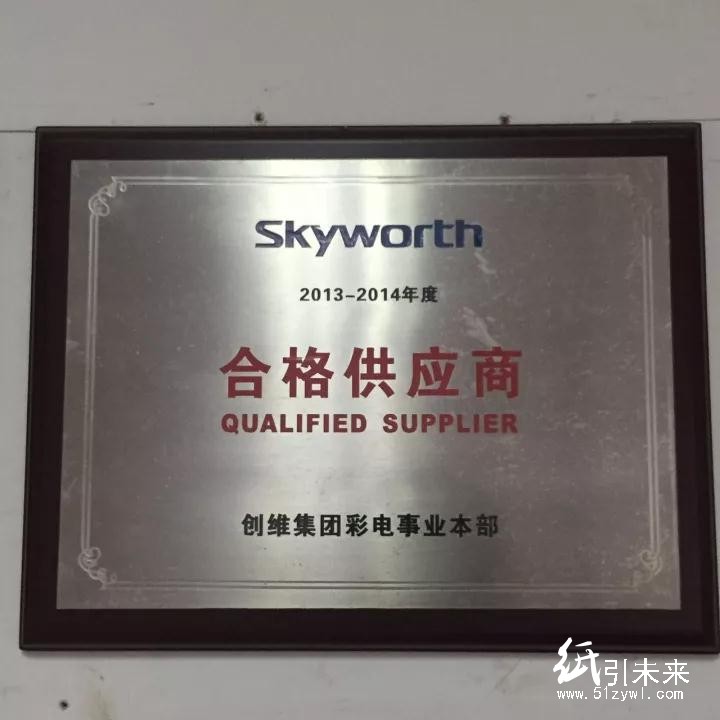 Skyworth
2013-2014年度
合格供应商
QUALIFIED SUPPLIER
创维集团彩电事业本部
纸引未来
www.51zywl.com